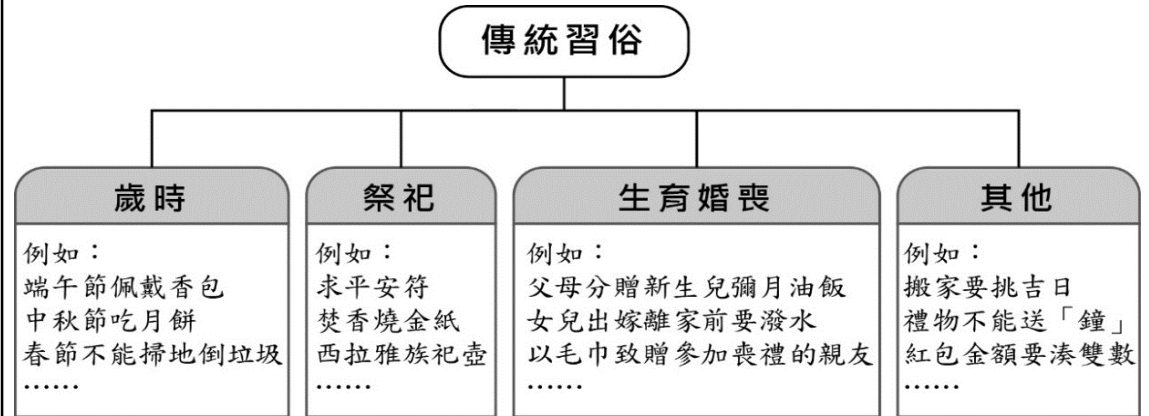 傳統習俗
歲時
例如：
端午節佩戴香包
中秋節吃月餅
春節不能掃地倒垃圾
……
祭祀
例如：
求平安符
焚香燒金紙
西拉雅族祀壺
……
生育婚喪
例如：
父母分贈新生兒彌月油飯
女兒出嫁離家前要潑水
以毛巾致贈參加喪禮的親友
……
其他
例如：
搬家要挑吉日
禮物不能送「鐘」
紅包金額要湊雙數
……